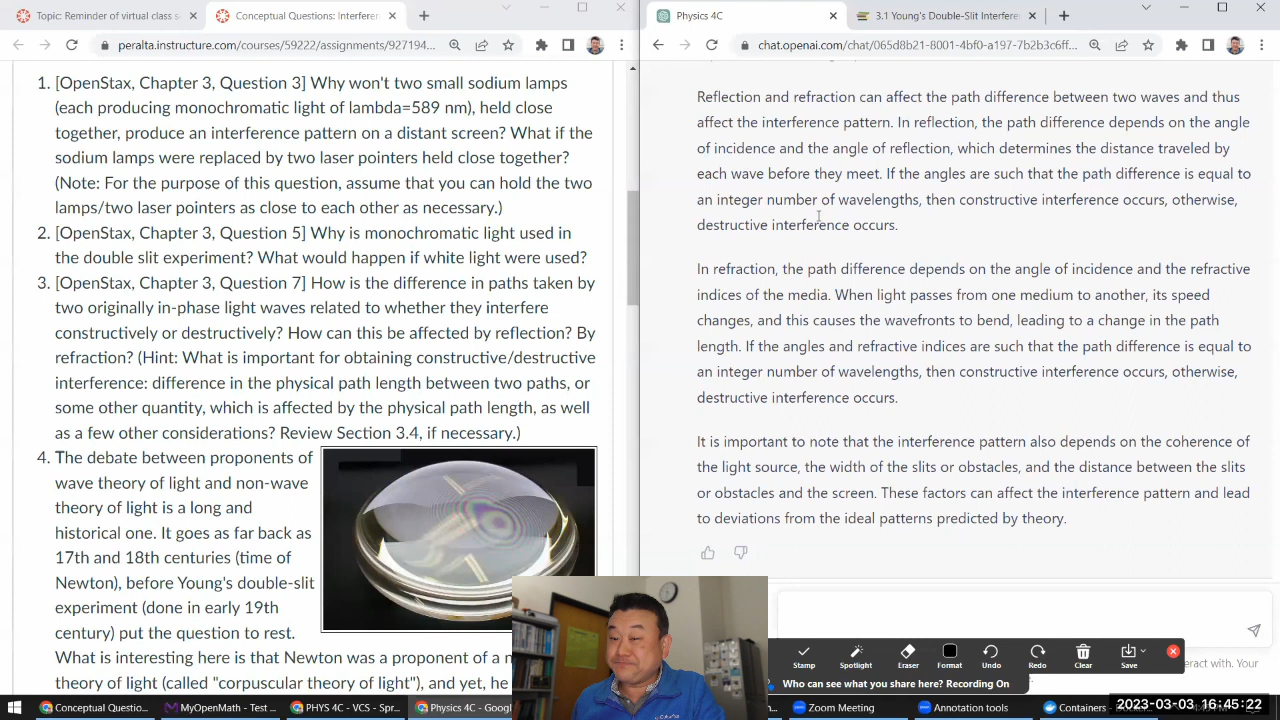 Topic: Reminder of virtual class s
Conceptual Questions: Interferen
peralta.instructure.com/courses/59222/assignments/927194...
1. [OpenStax, Chapter 3, Question 3] Why won't two small sodium lamps
(each producing monochromatic light of lambda=589 nm), held close
together, produce an interference pattern on a distant screen? What if the
sodium lamps were replaced by two laser pointers held close together?
(Note: For the purpose of this question, assume that you can hold the two
lamps/two laser pointers as close to each other as necessary.)
2. [OpenStax, Chapter 3, Question 5] Why is monochromatic light used in
the double slit experiment? What would happen if white light were used?
3. [OpenStax, Chapter 3, Question 7] How is the difference in paths taken by
two originally in-phase light waves related to whether they interfere
constructively or destructively? How can this be affected by reflection? By
refraction? (Hint: What is important for obtaining constructive/destructive
interference: difference in the physical path length between two paths, or
some other quantity, which is affected by the physical path length, as well
as a few other considerations? Review Section 3.4, if necessary.)
4. The debate between proponents of
wave theory of light and non-wave
theory of light is a long and
historical one. It goes as far back as
17th and 18th centuries (time of
Newton), before Young's double-slit
experiment (done in early 19th
century) put the question to rest.
What is interesting here is that Newton was a proponent of a n
theory of light (called "corpuscular theory of light"), and yet, he
Physics 4C
3.1 Young's Double-Slit Interfere
chat.openai.com/chat/065d8b21-8001-4bf0-a197-7b2b3c6ff...
Reflection and refraction can affect the path difference between two waves and thus
affect the interference pattern. In reflection, the path difference depends on the angle
of incidence and the angle of reflection, which determines the distance traveled by
each wave before they meet. If the angles are such that the path difference is equal to
an integer number of wavelengths, then constructive interference occurs, otherwise,
destructive interference occurs.
In refraction, the path difference depends on the angle of incidence and the refractive
indices of the media. When light passes from one medium to another, its speed
changes, and this causes the wavefronts to bend, leading to a change in the path
length. If the angles and refractive indices are such that the path difference is equal to
an integer number of wavelengths, then constructive interference occurs, otherwise,
destructive interference occurs.
It is important to note that the interference pattern also depends on the coherence of
the light source, the width of the slits or obstacles, and the distance between the slits
or obstacles and the screen. These factors can affect the interference pattern and lead
to deviations from the ideal patterns predicted by theory.
Stamp Spotlight Eraser Format Undo Redo Clear Save
eract with. Your
Who can see what you share here? Recording On
Conceptual Questio... MyOpenMath - Test ... PHYS 4C - VCS - Spr... Physics 4C - Google... Zoom Meeting Annotation tools Containers
2023-03-03 16:45:22